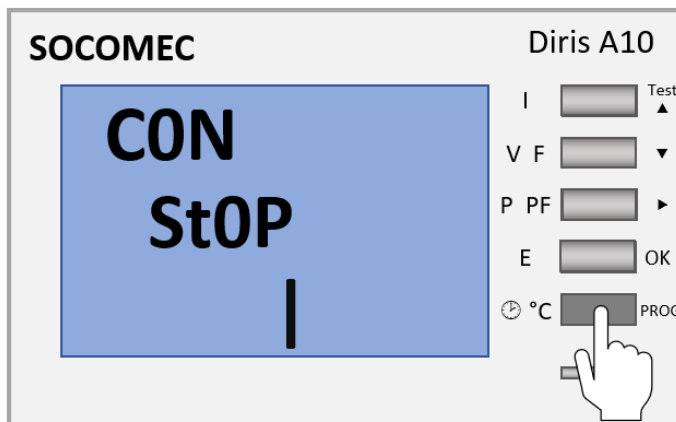 SOCOMEC
Diris A10
C0N
St0P
|
I
Test
▲
V F
▼
P PF
►
E
OK
°C
PROG